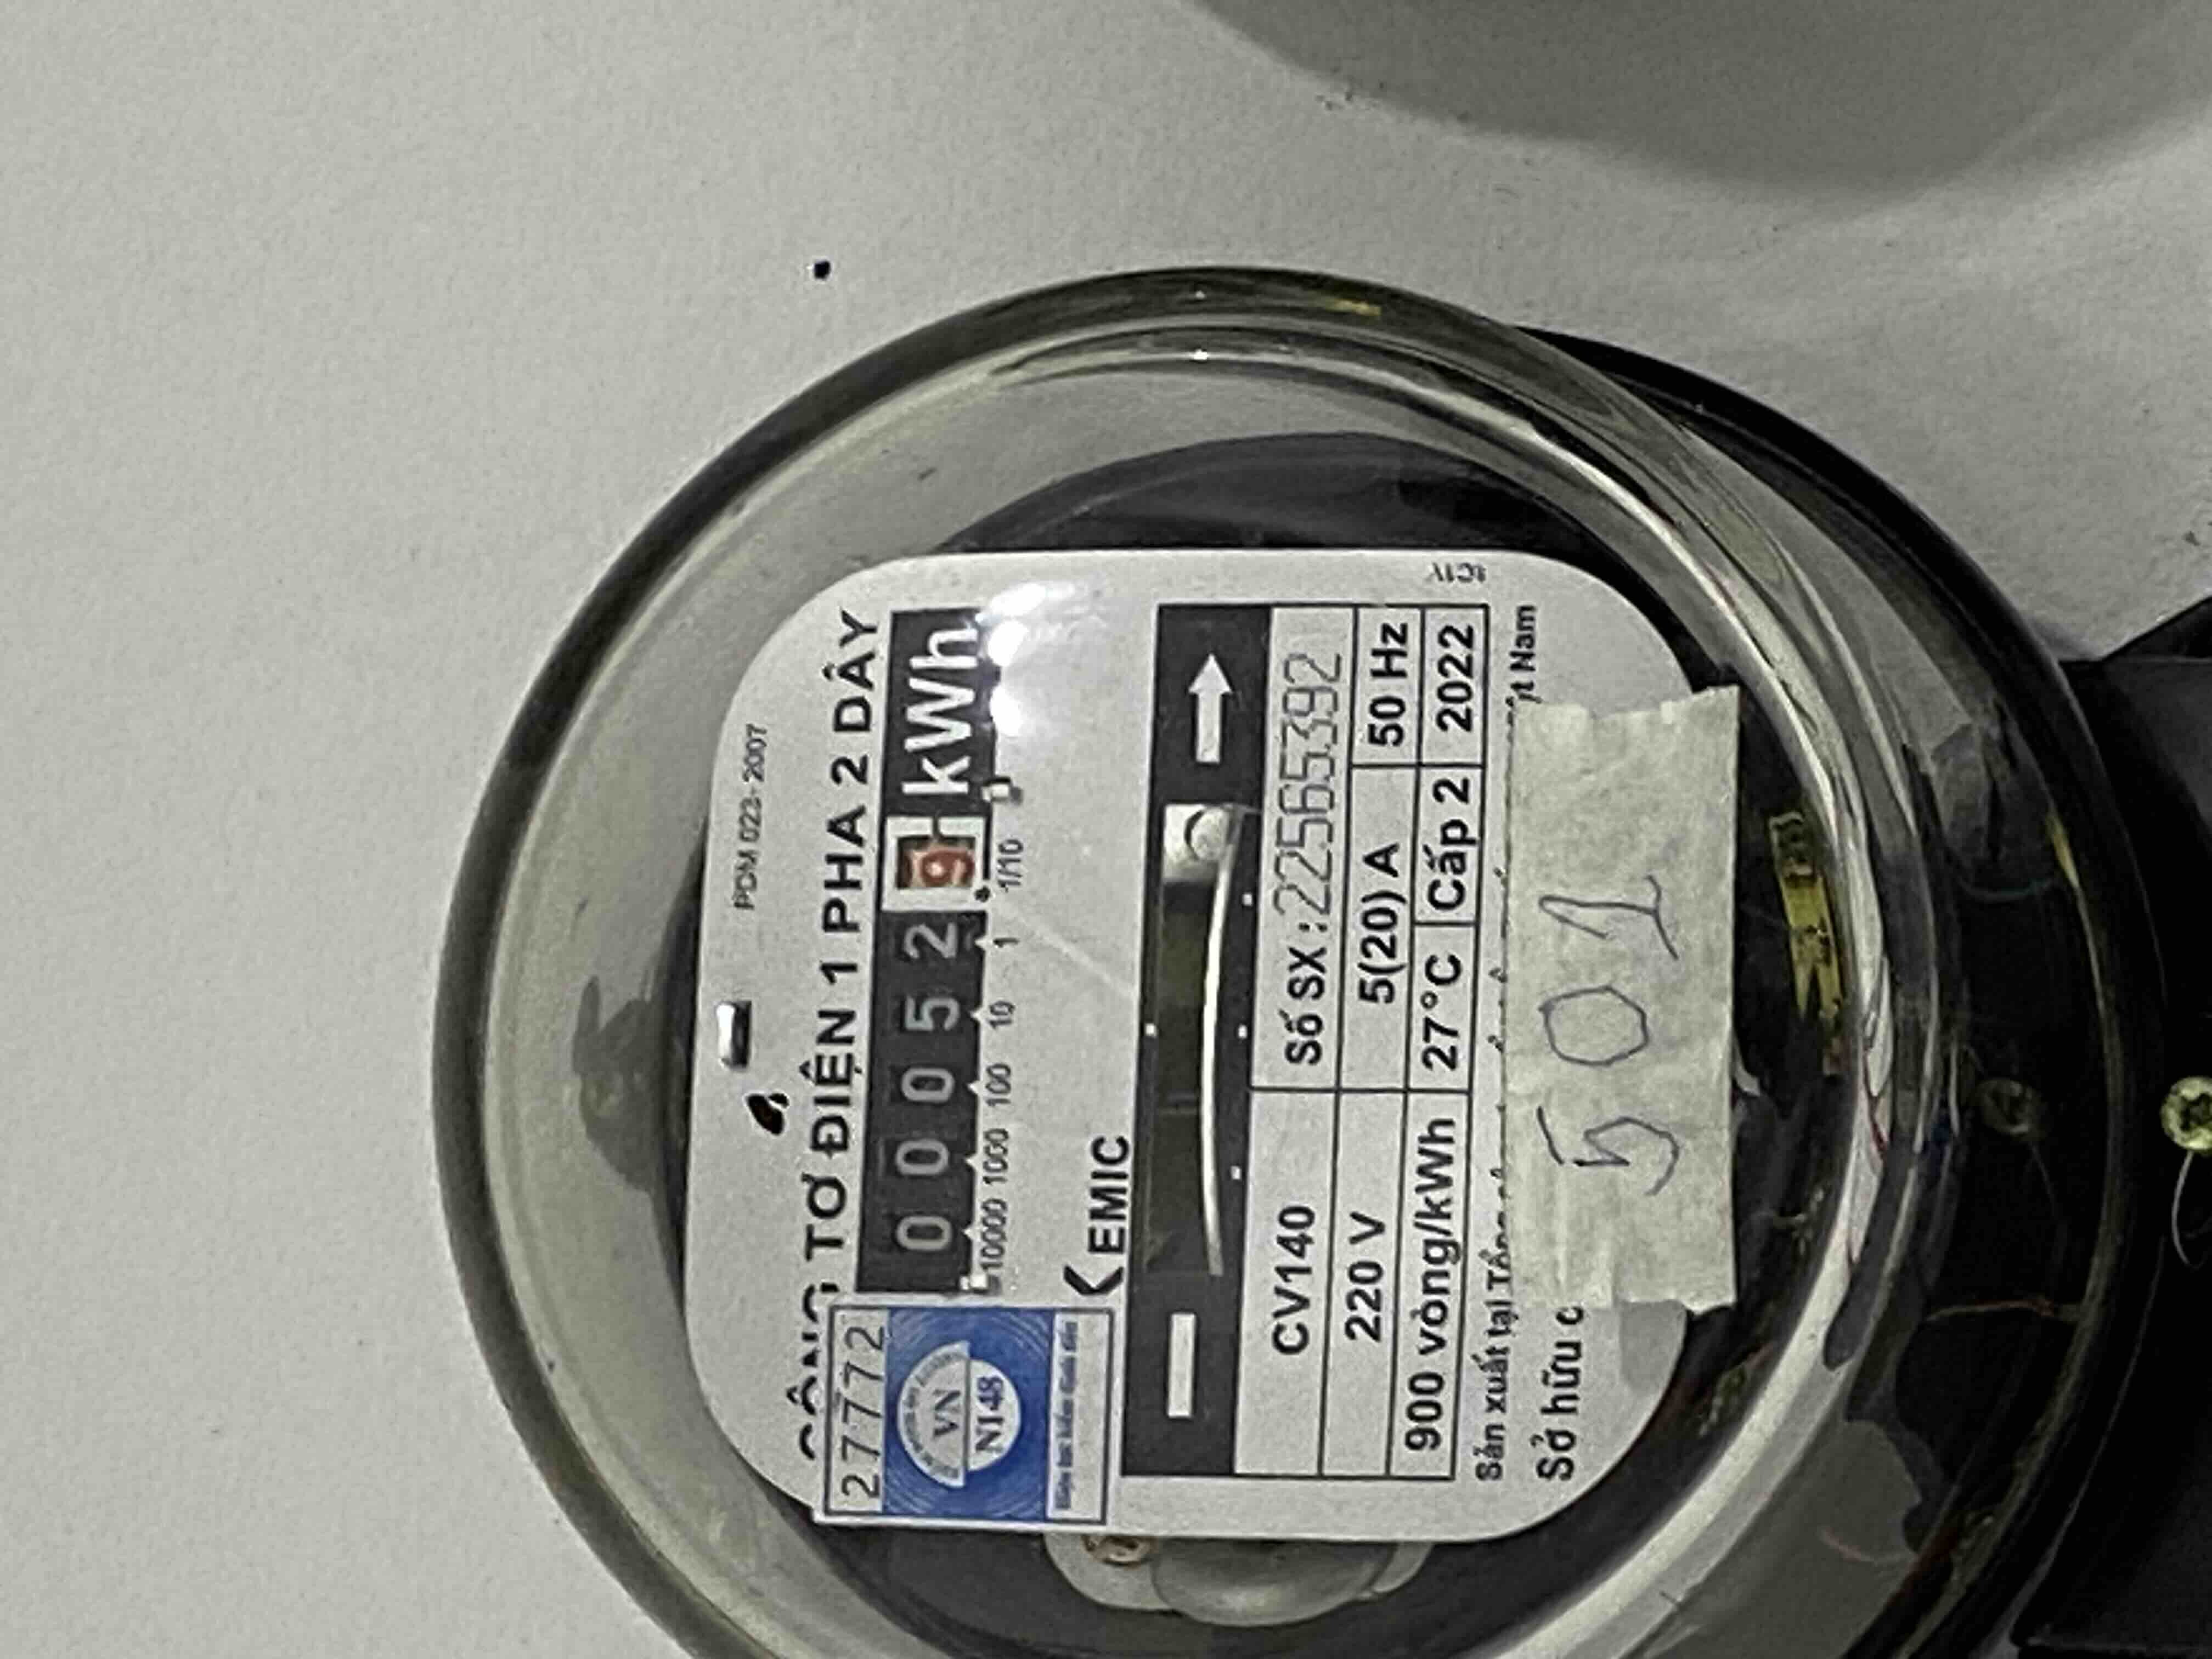 PDM 023-2007
CÔNG TƠ ĐIỆN 1 PHA 2 DÂY
27772
0 0 0 5 2 9 kWh
10000 1000 100 10 1 1/10
VN
N148
EMIC
CV140 Số SX: 22565392
220 V 5(20) A 50 Hz
900 vòng/kWh 27°C Cấp 2 2022
Sản xuất tại Nam
Sở hữu
501